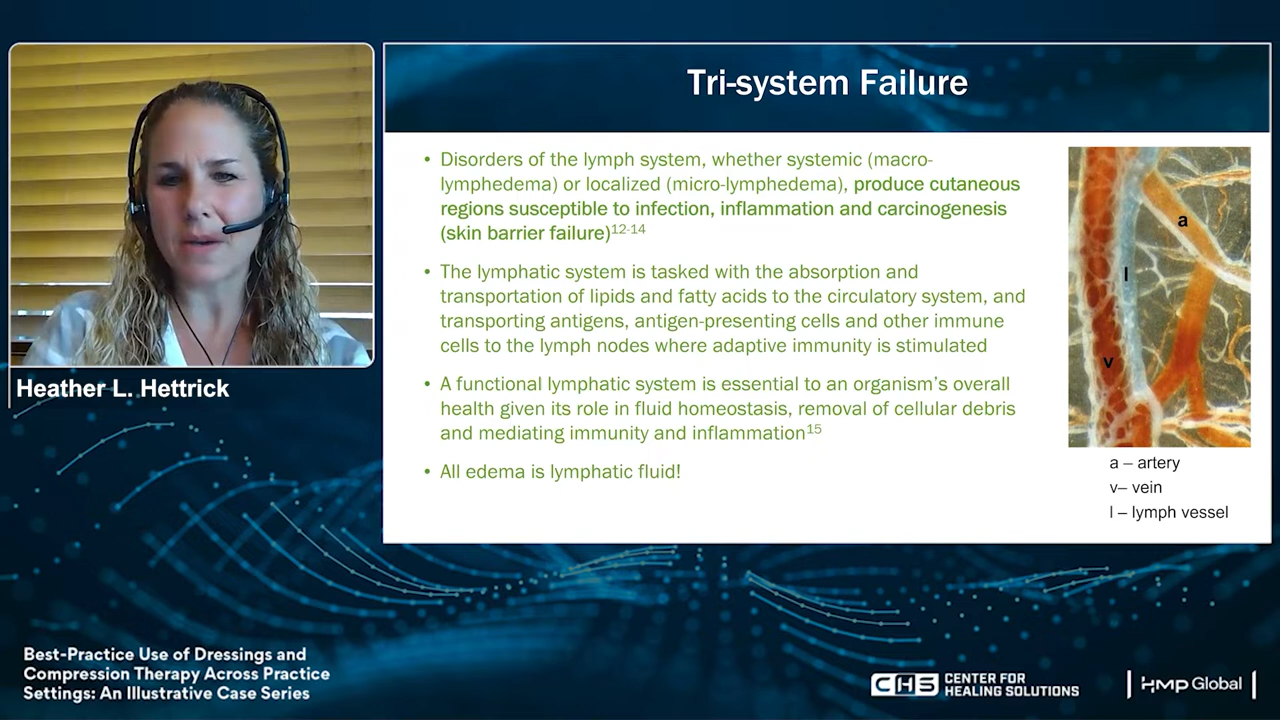 Tri-system Failure
• Disorders of the lymph system, whether systemic (macro-
lymphedema) or localized (micro-lymphedema), produce cutaneous
regions susceptible to infection, inflammation and carcinogenesis
(skin barrier failure)12-14
• The lymphatic system is tasked with the absorption and
transportation of lipids and fatty acids to the circulatory system, and
transporting antigens, antigen-presenting cells and other immune
cells to the lymph nodes where adaptive immunity is stimulated
• A functional lymphatic system is essential to an organism's overall
health given its role in fluid homeostasis, removal of cellular debris
and mediating immunity and inflammation15
• All edema is lymphatic fluid!
a
l
v
a – artery
v– vein
l – lymph vessel
Heather L. Hettrick
Best-Practice Use of Dressings and
Compression Therapy Across Practice
Settings: An Illustrative Case Series
CHS
CENTER FOR
HEALING SOLUTIONS
HMP Global